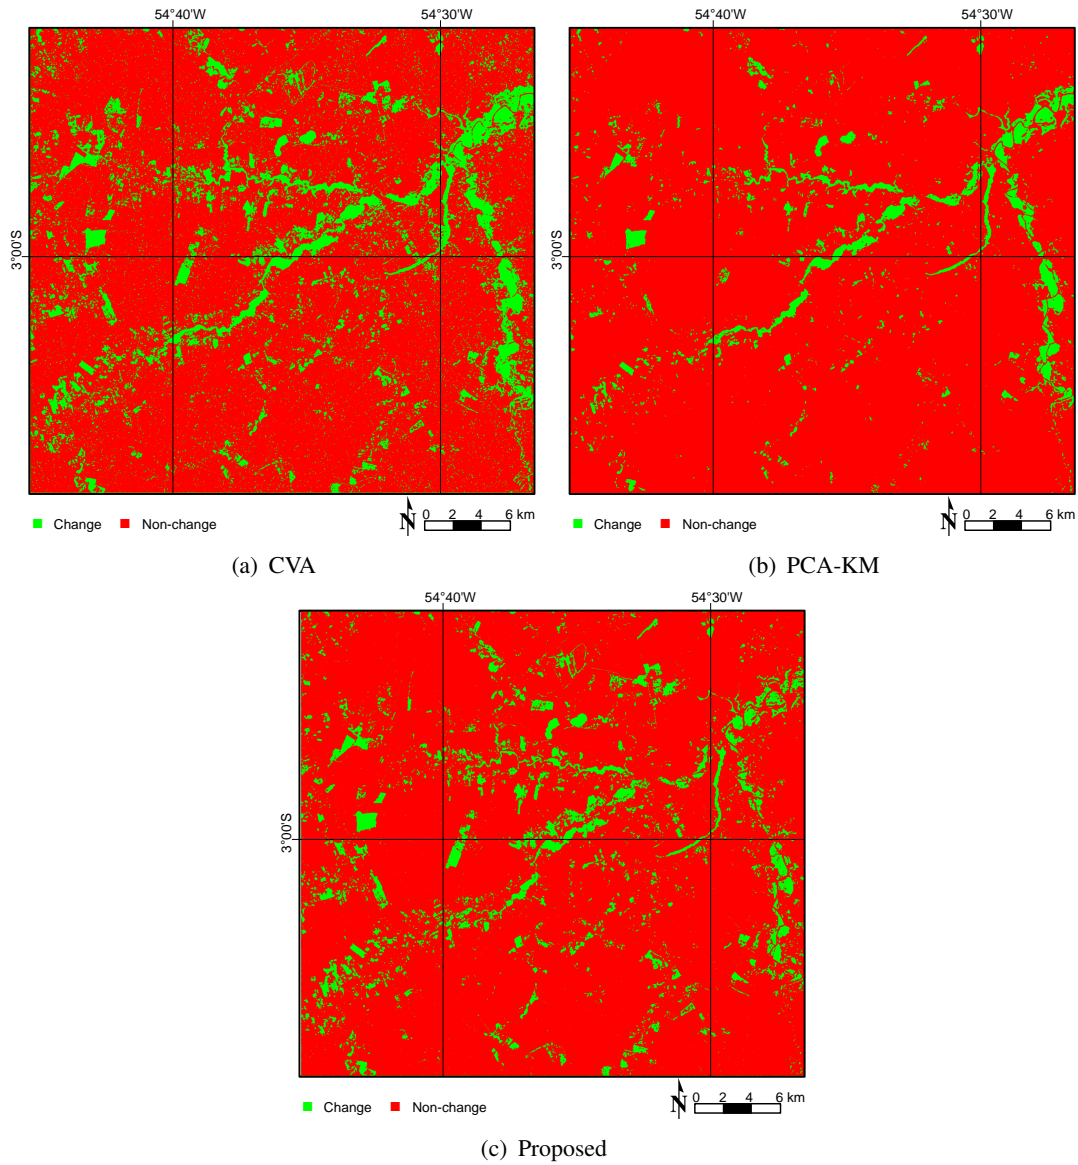 54°40'W 54°30'W 54°40'W 54°30'W
3°00'S 3°00'S
Change Non-change N 0 2 4 6 km Change Non-change N 0 2 4 6 km
(a) CVA (b) PCA-KM
54°40'W 54°30'W
3°00'S
Change Non-change N 0 2 4 6 km
(c) Proposed